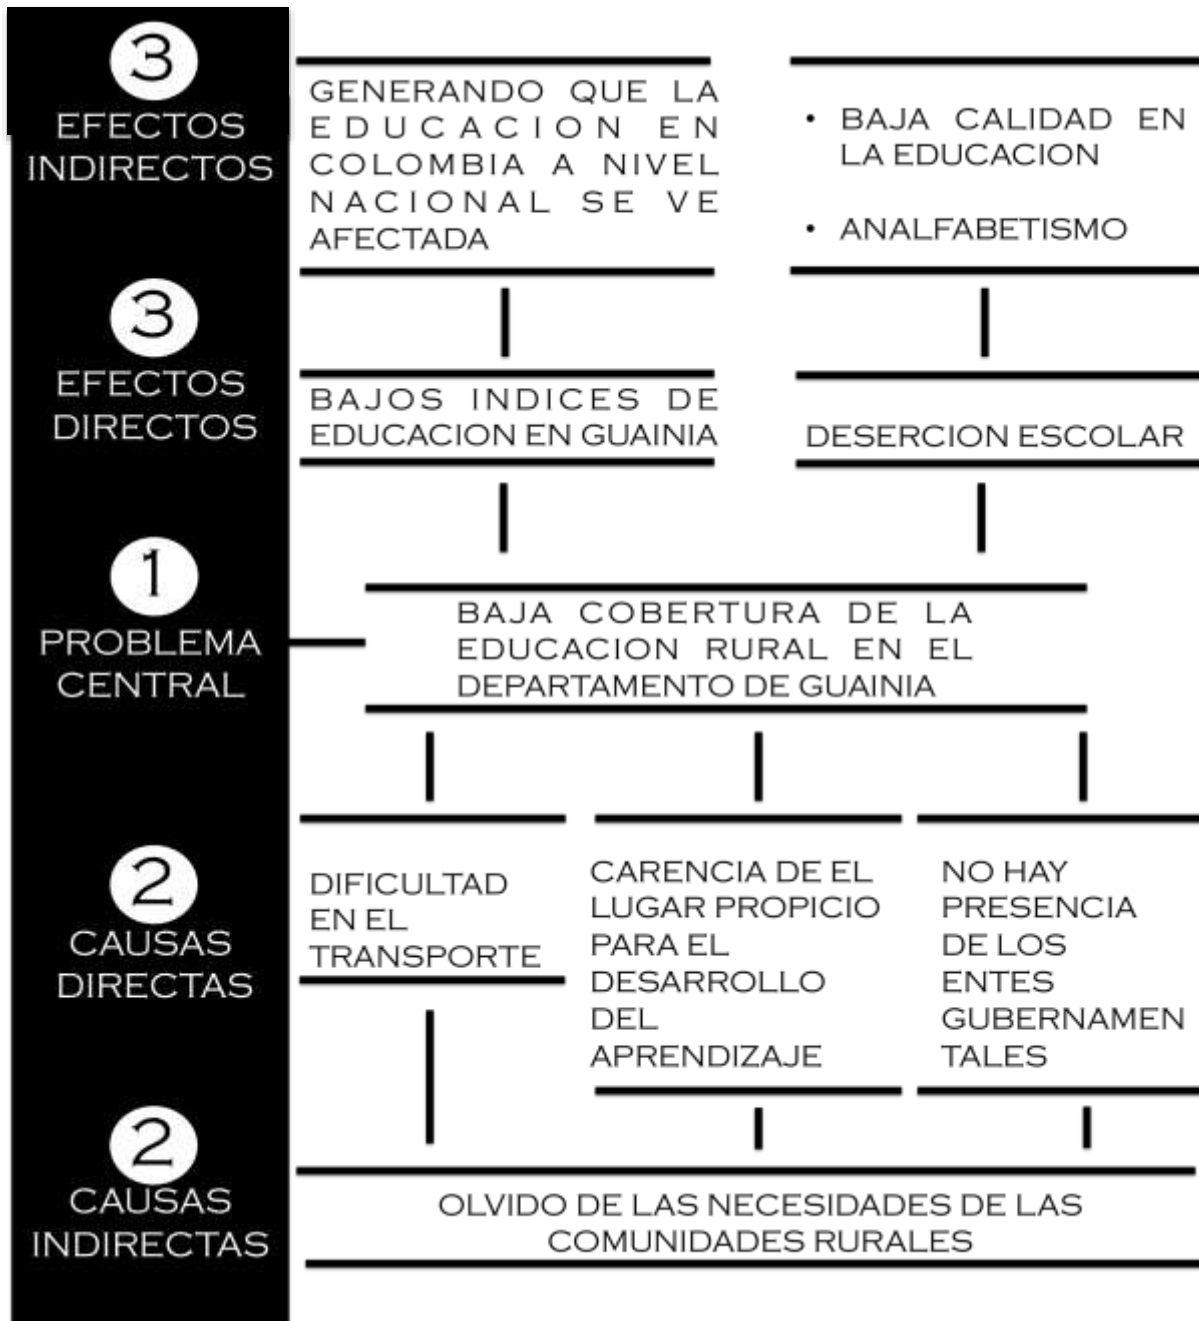 3
EFECTOS
INDIRECTOS
GENERANDO QUE LA
EDUCACION EN
COLOMBIA A NIVEL
NACIONAL SE VE
AFECTADA
• BAJA CALIDAD EN
LA EDUCACION
• ANALFABETISMO
3
EFECTOS
DIRECTOS
BAJOS INDICES DE
EDUCACION EN GUAINIA
DESERCION ESCOLAR
1
PROBLEMA
CENTRAL
BAJA COBERTURA DE LA
EDUCACION RURAL EN EL
DEPARTAMENTO DE GUAINIA
2
CAUSAS
DIRECTAS
DIFICULTAD
EN EL
TRANSPORTE
CARENCIA DE EL
LUGAR PROPICIO
PARA EL
DESARROLLO
DEL
APRENDIZAJE
NO HAY
PRESENCIA
DE LOS
ENTES
GUBERNAMEN
TALES
2
CAUSAS
INDIRECTAS
OLVIDO DE LAS NECESIDADES DE LAS
COMUNIDADES RURALES